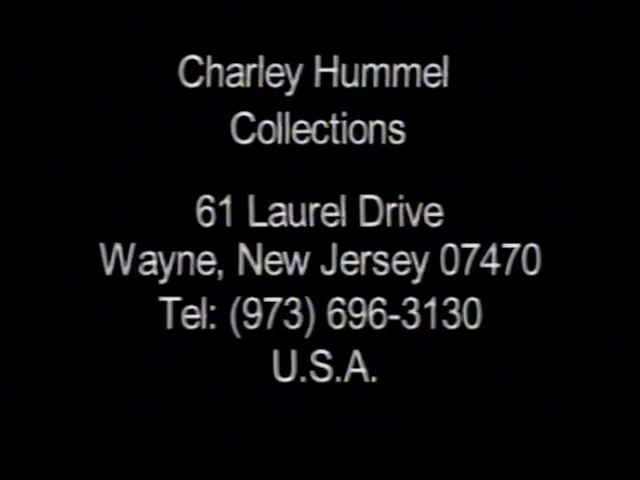 Charley Hummel
Collections
61 Laurel Drive
Wayne, New Jersey 07470
Tel: (973) 696-3130
U.S.A.